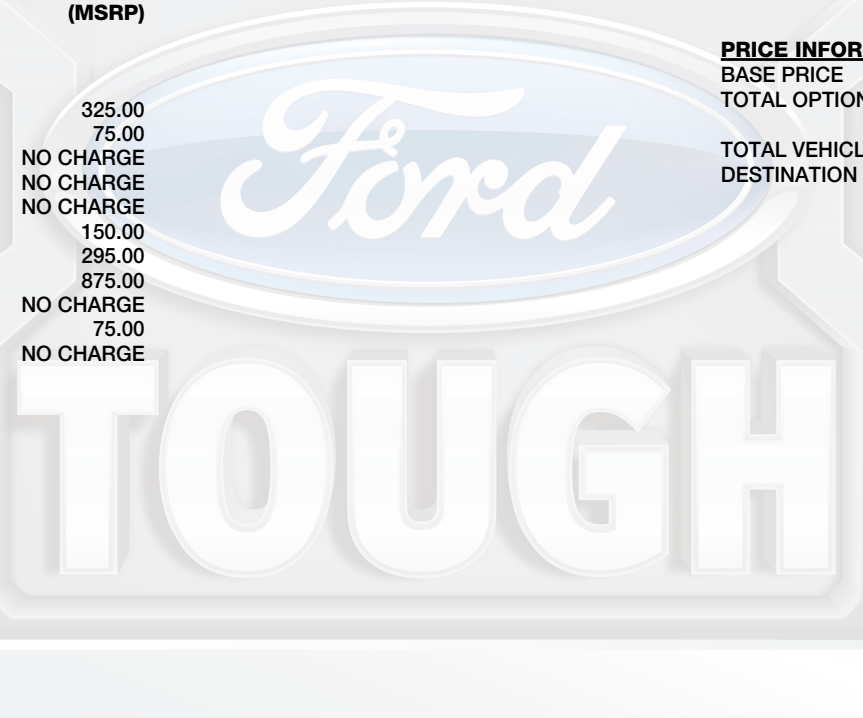 (MSRP)
325.00
75.00
NO CHARGE
NO CHARGE
NO CHARGE
150.00
295.00
875.00
NO CHARGE
75.00
NO CHARGE
PRICE INFOR
BASE PRICE
TOTAL OPTION
TOTAL VEHICL
DESTINATION
Ford
TOUGH